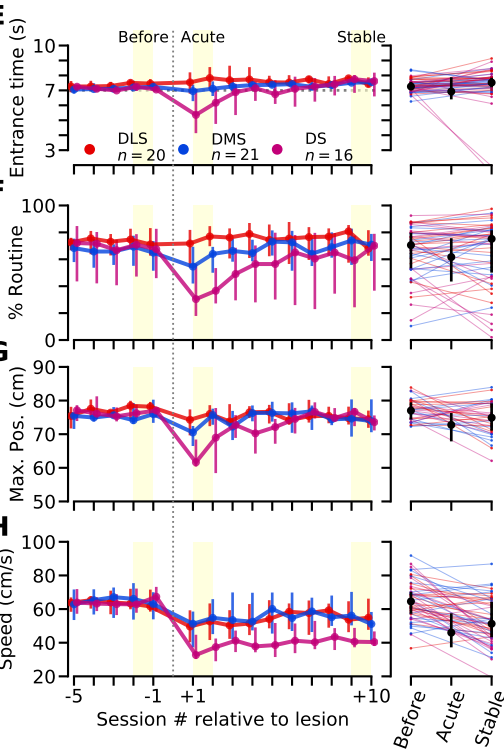 Before Acute Stable
Entrance time (s)
10
7
3
DLS
n = 20
DMS
n = 21
DS
n = 16
% Routine
100
0
Max. Pos. (cm)
90
80
70
60
50
Speed (cm/s)
100
80
60
40
20
-5 -1 +1 +10
Session # relative to lesion
Before
Acute
Stable